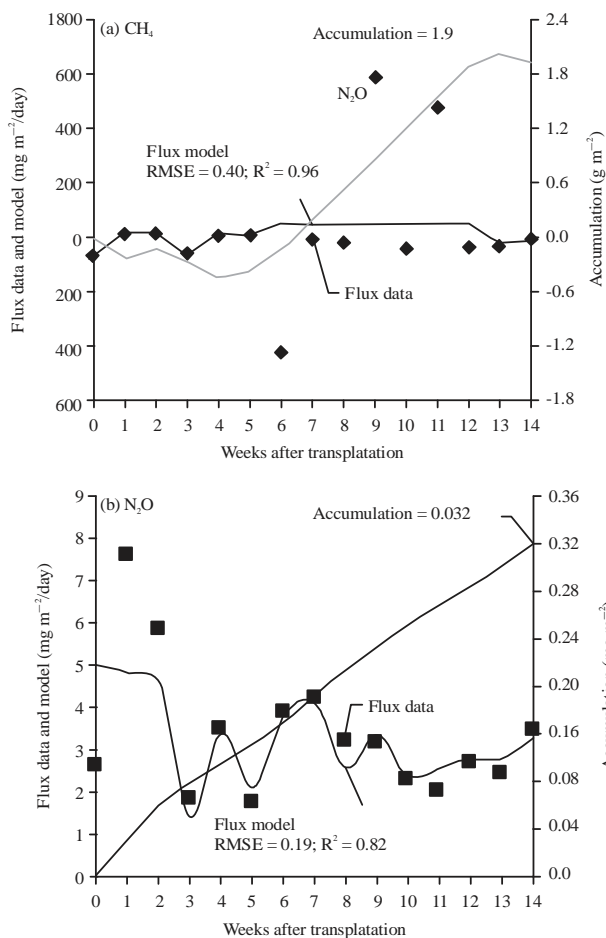 (a) CH₄
Accumulation = 1.9
N₂O
Flux model
RMSE = 0.40; R² = 0.96
Flux data
Flux data and model (mg m⁻²/day)
1800
600
400
200
0
200
400
600
Accumulation (g m⁻²)
2.4
1.8
1.2
0.6
0.0
-0.6
-1.2
-1.8
0 1 2 3 4 5 6 7 8 9 10 11 12 13 14
Weeks after transplatation
(b) N₂O
Accumulation = 0.032
Flux data
Flux model
RMSE = 0.19; R² = 0.82
Flux data and model (mg m⁻²/day)
9
8
7
6
5
4
3
2
1
0
0.36
0.32
0.28
0.24
0.20
0.16
0.08
0.04
0.0
0 1 2 3 4 5 6 7 8 9 10 11 12 13 14
Weeks after transplatation